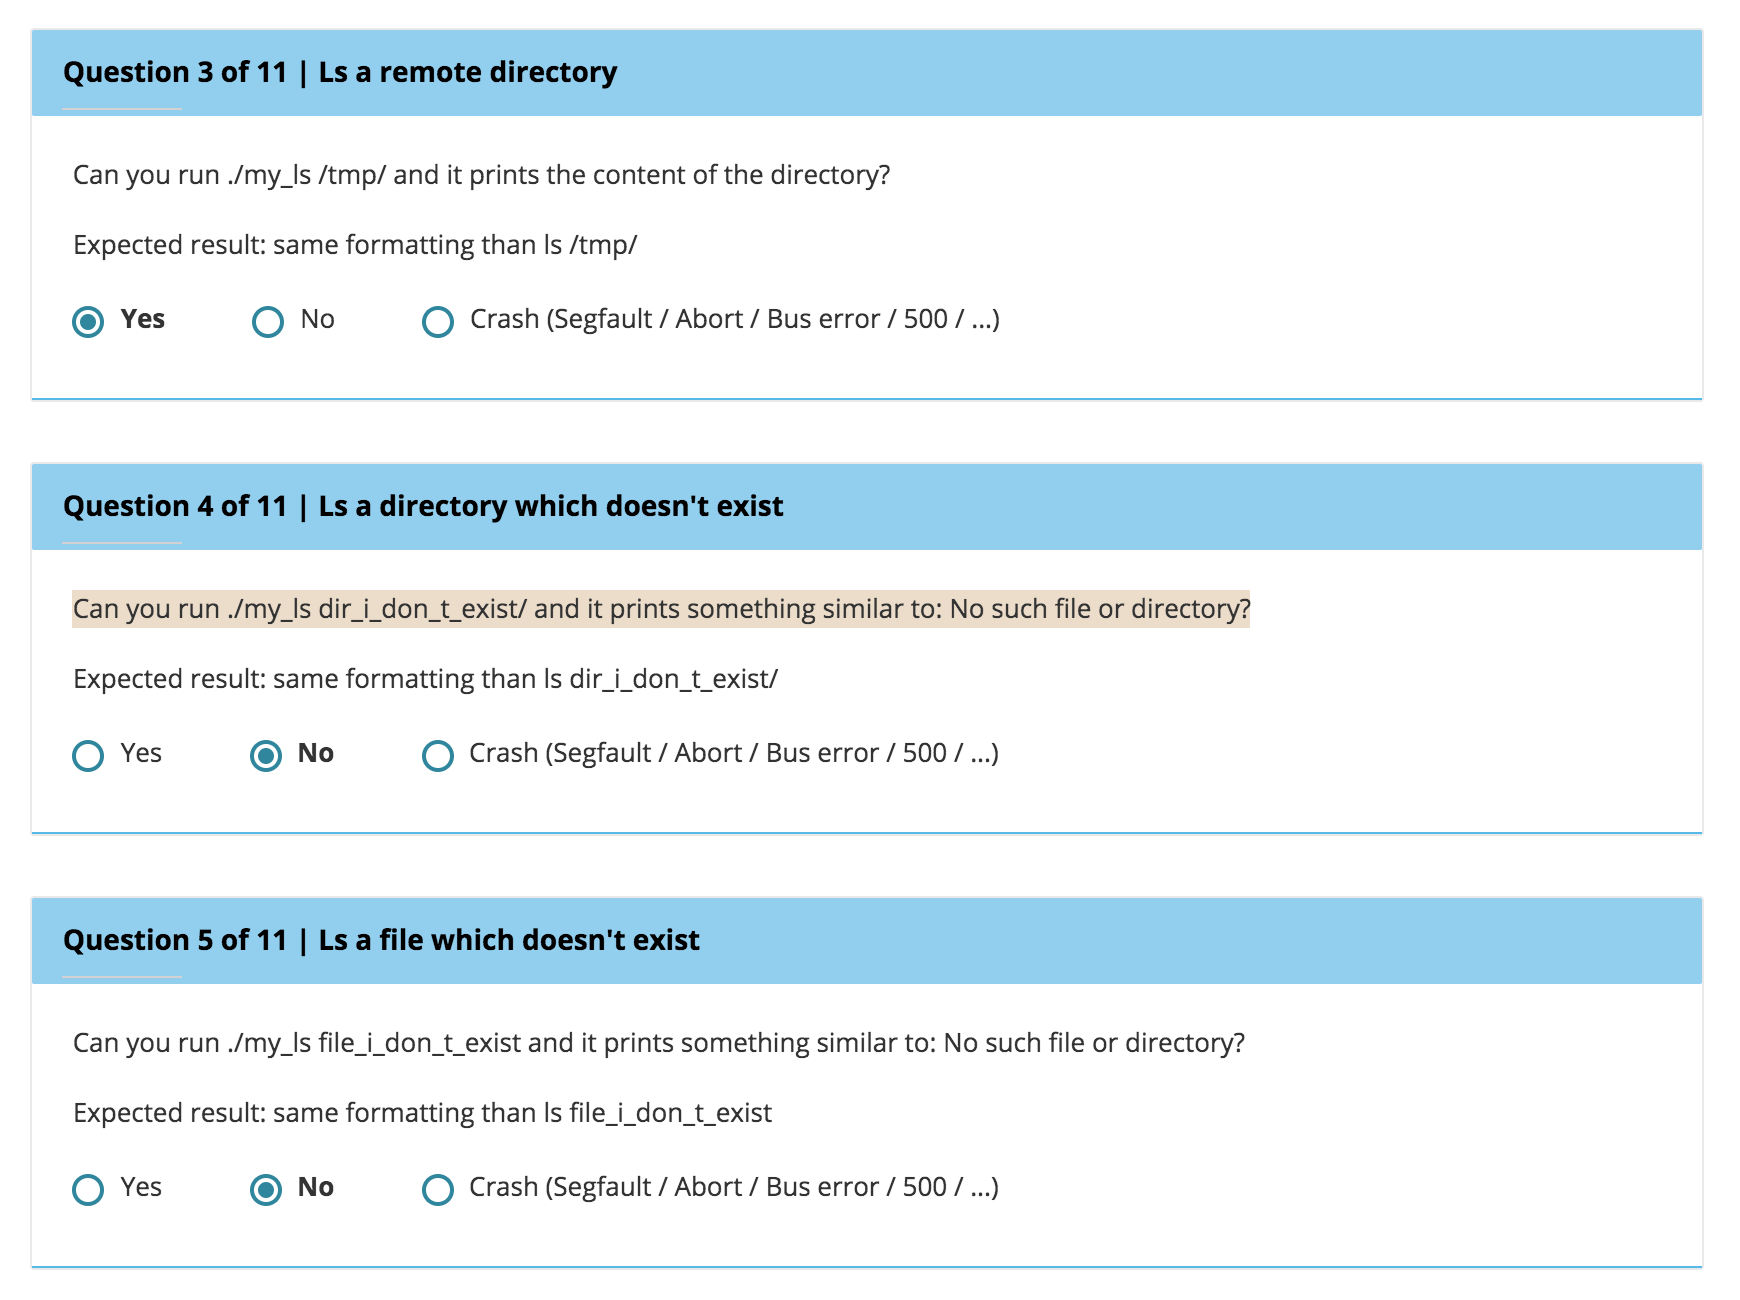 Question 3 of 11 | Ls a remote directory
Can you run ./my_ls /tmp/ and it prints the content of the directory?
Expected result: same formatting than ls /tmp/
Yes No Crash (Segfault / Abort / Bus error / 500 / ...)
Question 4 of 11 | Ls a directory which doesn't exist
Can you run ./my_ls dir_i_don_t_exist/ and it prints something similar to: No such file or directory?
Expected result: same formatting than ls dir_i_don_t_exist/
Yes No Crash (Segfault / Abort / Bus error / 500 / ...)
Question 5 of 11 | Ls a file which doesn't exist
Can you run ./my_ls file_i_don_t_exist and it prints something similar to: No such file or directory?
Expected result: same formatting than ls file_i_don_t_exist
Yes No Crash (Segfault / Abort / Bus error / 500 / ...)